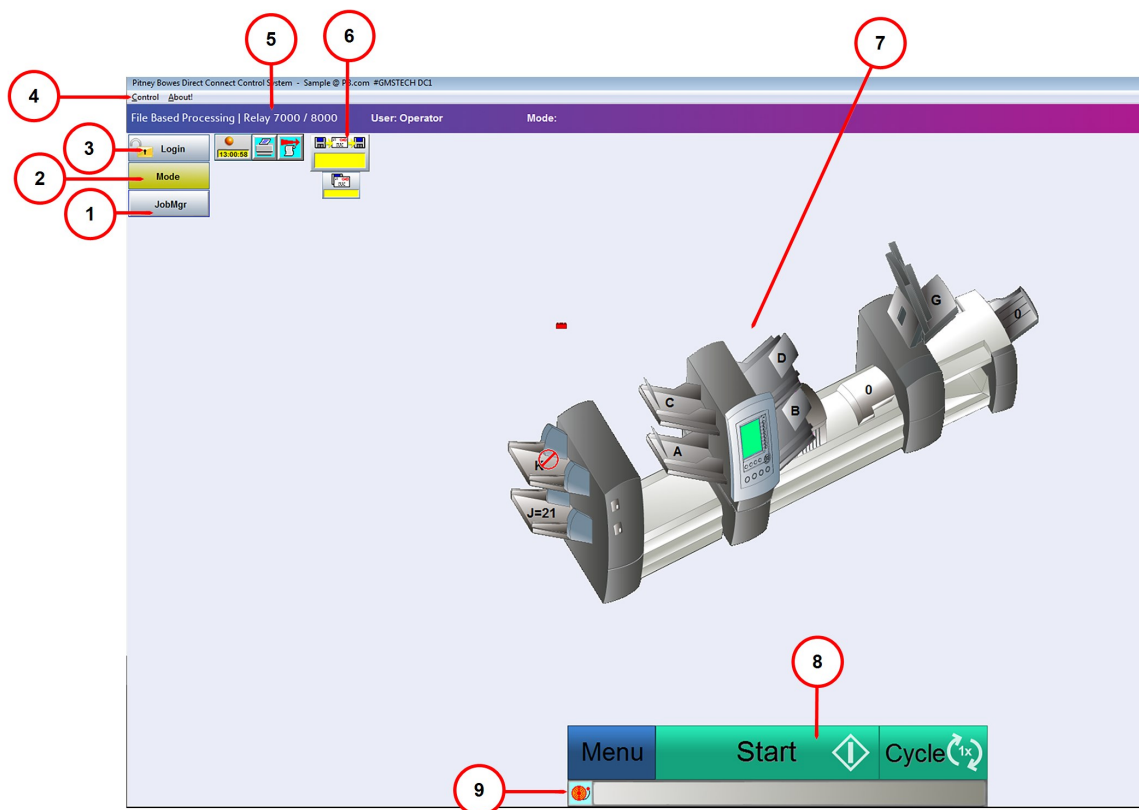 5
6
7
4
Pitney Bowes Direct Connect Control System - Sample @ PB.com #GMSTECH DC1
Control About!
File Based Processing | Relay 7000 / 8000 User: Operator Mode:
3
Login
13:00:58
2
Mode
1
JobMgr
G
0
D
C
0
B
A
K
J=21
8
Menu Start Cycle 1x
9